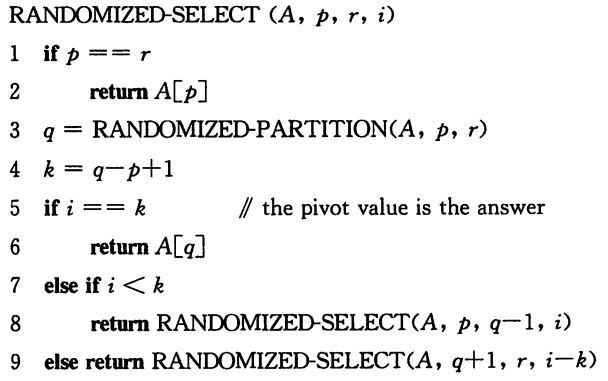 RANDOMIZED-SELECT (A, p, r, i)
1 if p == r
2 return A[p]
3 q = RANDOMIZED-PARTITION(A, p, r)
4 k = q-p+1
5 if i == k // the pivot value is the answer
6 return A[q]
7 else if i < k
8 return RANDOMIZED-SELECT(A, p, q-1, i)
9 else return RANDOMIZED-SELECT(A, q+1, r, i-k)